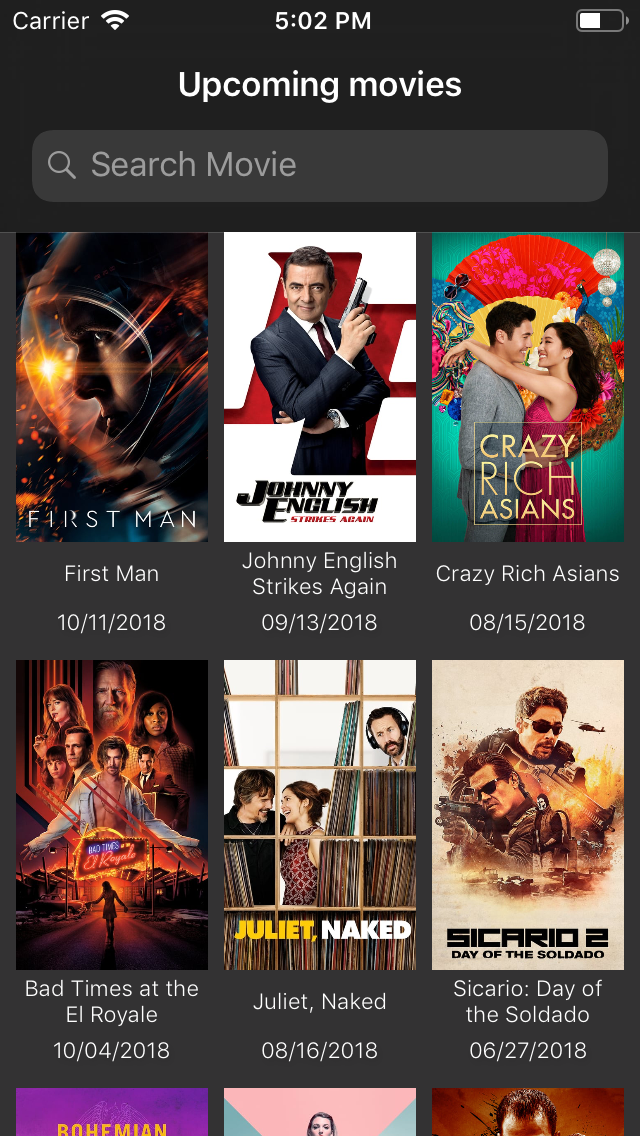 Carrier
5:02 PM
Upcoming movies
Search Movie
FIRST MAN
JOHNNY
ENGLISH
STRIKES AGAIN
CRAZY
RICH
ASIANS
First Man
Johnny English
Strikes Again
Crazy Rich Asians
10/11/2018
09/13/2018
08/15/2018
BAD TIMES
AT THE
El Royale
JULIET, NAKED
SICARIO 2
DAY OF THE SOLDADO
Bad Times at the
El Royale
Juliet, Naked
Sicario: Day of
the Soldado
10/04/2018
08/16/2018
06/27/2018
BOHEMIAN